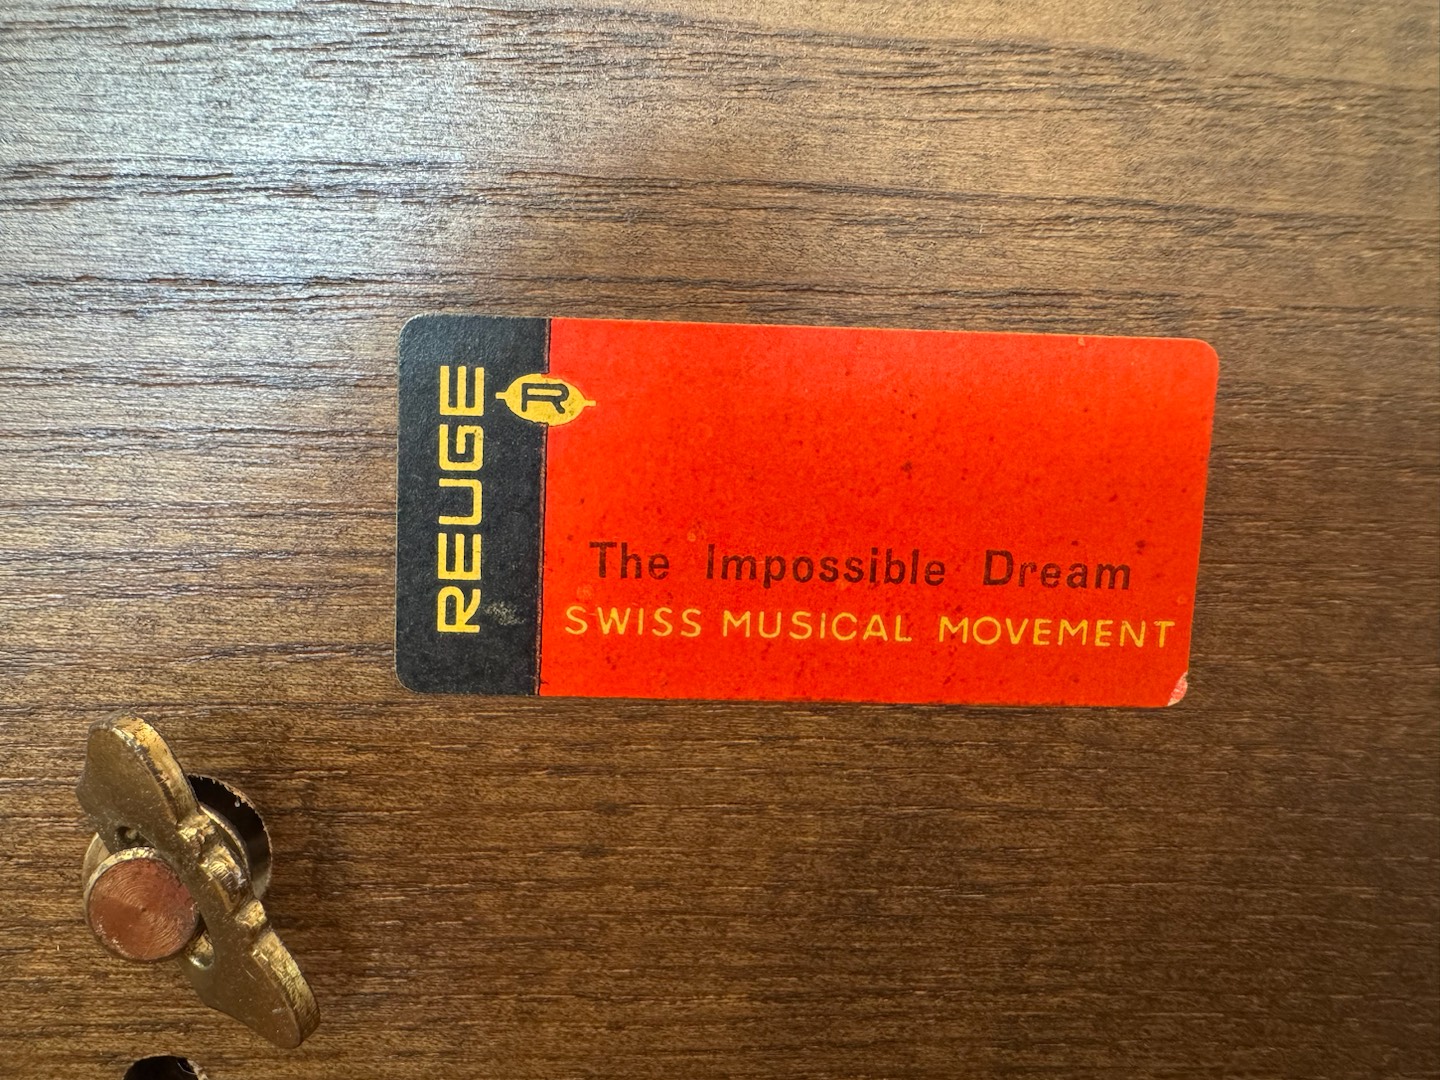 REUGE
R
The Impossible Dream
SWISS MUSICAL MOVEMENT